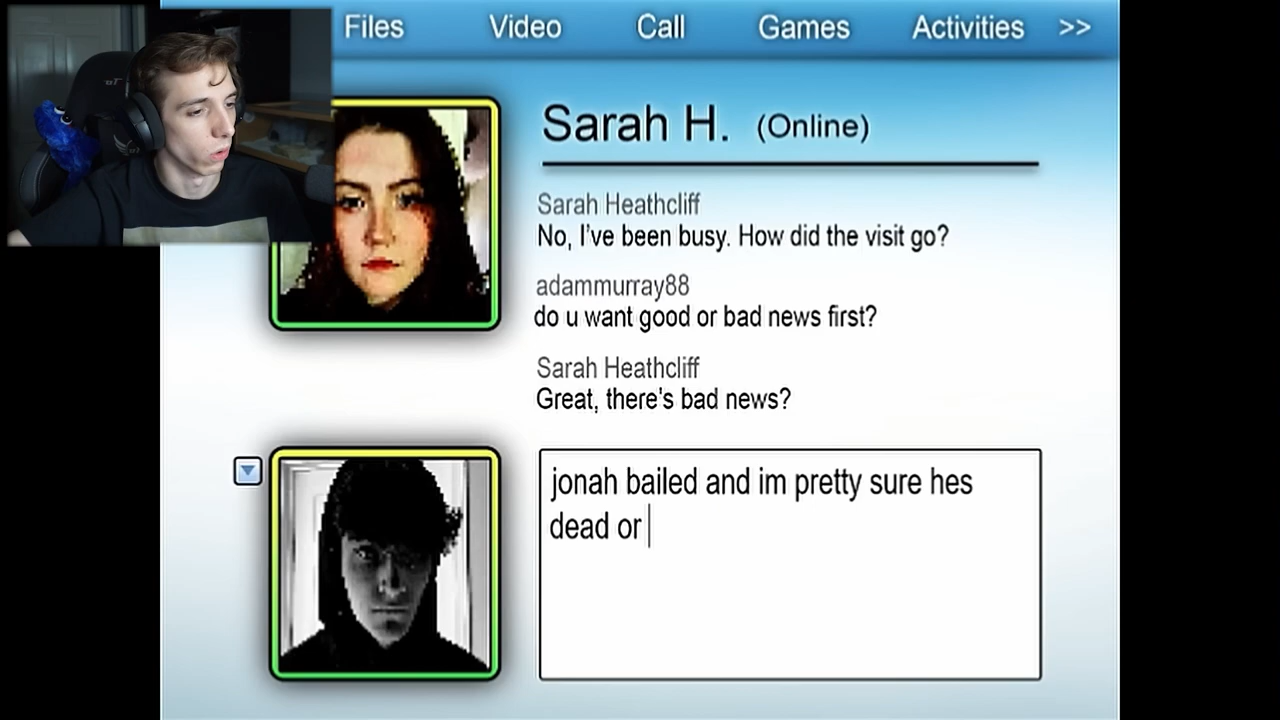 Files Video Call Games Activities >>
Sarah H. (Online)
Sarah Heathcliff
No, I've been busy. How did the visit go?
adammurray88
do u want good or bad news first?
Sarah Heathcliff
Great, there's bad news?
jonah bailed and im pretty sure hes
dead or